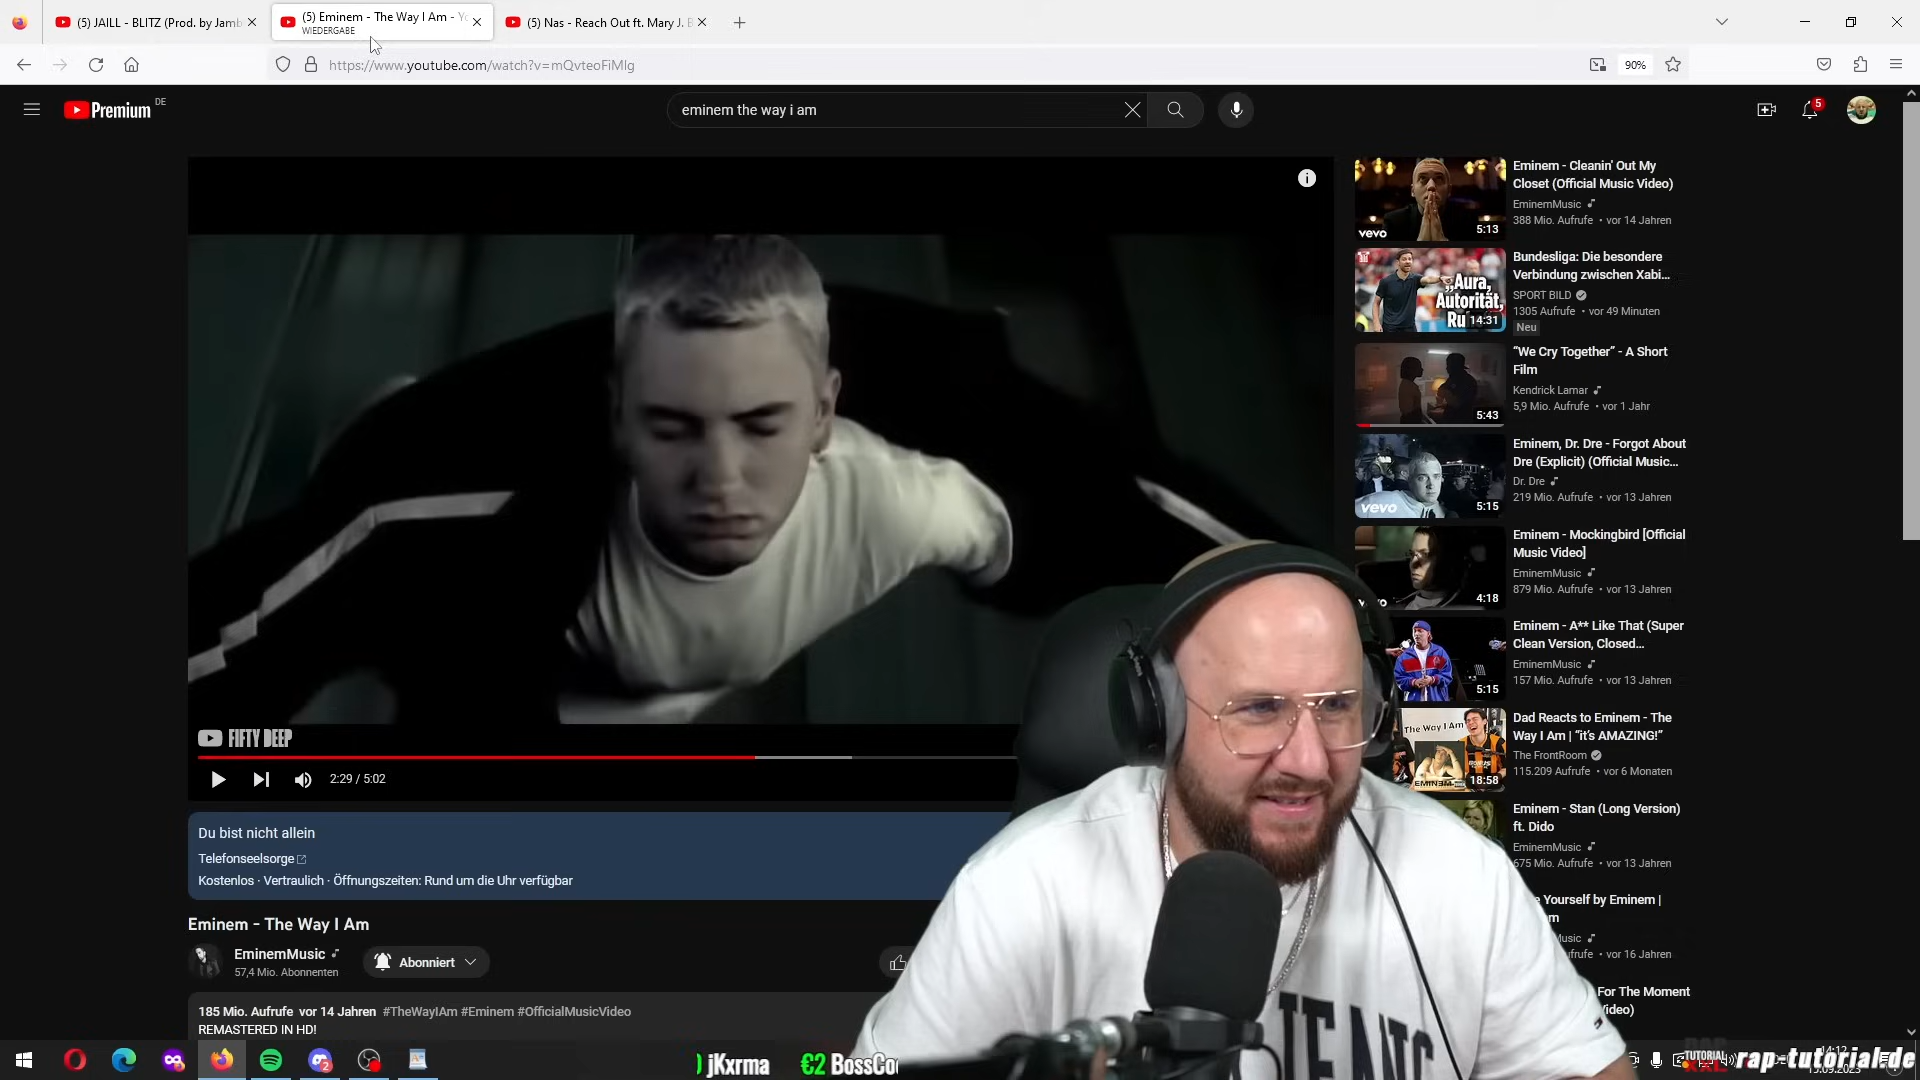 (5) JAILL - BLITZ (Prod. by Jamb
(5) Eminem - The Way I Am - Yo
WIEDERGABE
(5) Nas - Reach Out ft. Mary J. B
https://www.youtube.com/watch?v=mQvteoFiMlg
90%
Premium DE
eminem the way i am
5
FIFTY DEEP
2:29 / 5:02
Du bist nicht allein
Telefonseelsorge
Kostenlos · Vertraulich · Öffnungszeiten: Rund um die Uhr verfügbar
Eminem - The Way I Am
EminemMusic
57,4 Mio. Abonnenten
Abonniert
185 Mio. Aufrufe vor 14 Jahren #TheWayIAm #Eminem #OfficialMusicVideo
REMASTERED IN HD!
vevo
5:13
Eminem - Cleanin' Out My
Closet (Official Music Video)
EminemMusic
388 Mio. Aufrufe • vor 14 Jahren
„Aura,
Autorität,
Ru
14:31
Bundesliga: Die besondere
Verbindung zwischen Xabi...
SPORT BILD
1305 Aufrufe • vor 49 Minuten
Neu
5:43
“We Cry Together” - A Short
Film
Kendrick Lamar
5,9 Mio. Aufrufe • vor 1 Jahr
vevo
5:15
Eminem, Dr. Dre - Forgot About
Dre (Explicit) (Official Music...
Dr. Dre
219 Mio. Aufrufe • vor 13 Jahren
4:18
Eminem - Mockingbird [Official
Music Video]
EminemMusic
879 Mio. Aufrufe • vor 13 Jahren
5:15
Eminem - A** Like That (Super
Clean Version, Closed...
EminemMusic
157 Mio. Aufrufe • vor 13 Jahren
The Way I Am
EMINEM
18:58
Dad Reacts to Eminem - The
Way I Am | “it's AMAZING!”
The FrontRoom
115.209 Aufrufe • vor 6 Monaten
Eminem - Stan (Long Version)
ft. Dido
EminemMusic
675 Mio. Aufrufe • vor 13 Jahren
Yourself by Eminem |
vor 16 Jahren
For The Moment
jKxrma €2 BossCo
2
TUTORIAL rap-tutorial.de
14:12